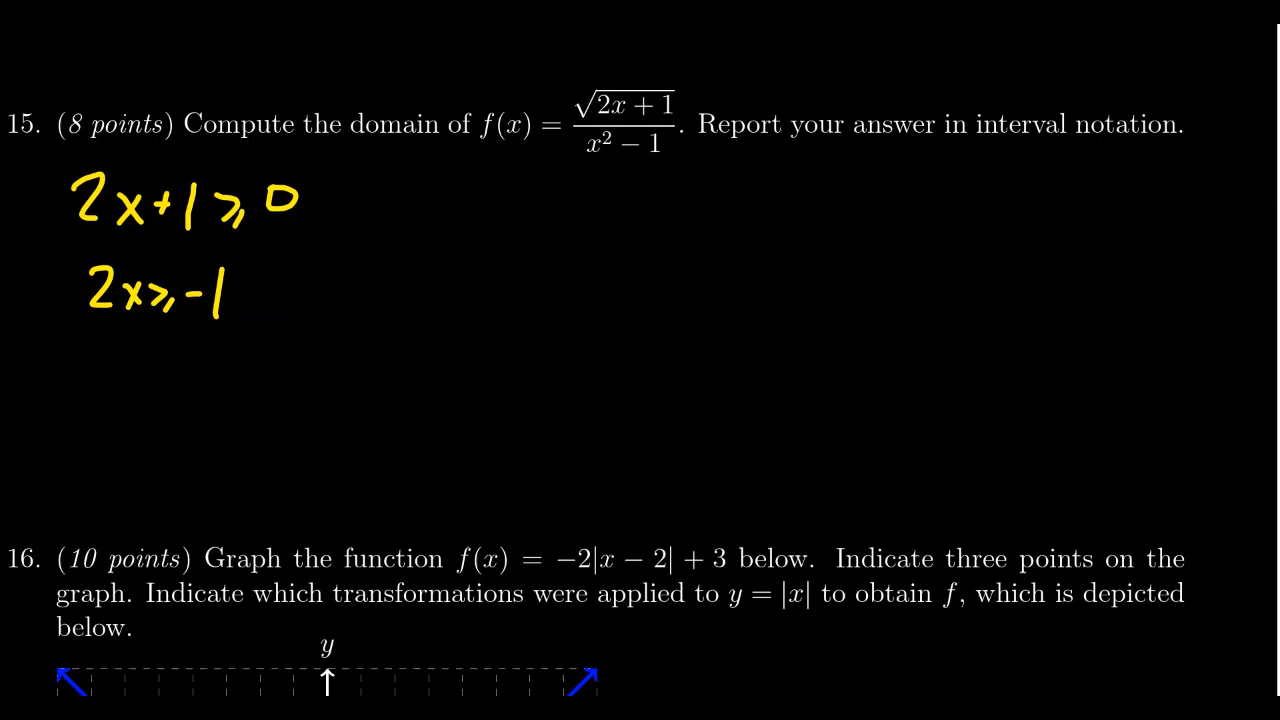 15. (8 points) Compute the domain of f(x) = √(2x + 1) / (x² − 1). Report your answer in interval notation.
2x+1 ⩾ 0
2x ⩾ -1
16. (10 points) Graph the function f(x) = −2|x − 2| + 3 below. Indicate three points on the
graph. Indicate which transformations were applied to y = |x| to obtain f, which is depicted
below.
y